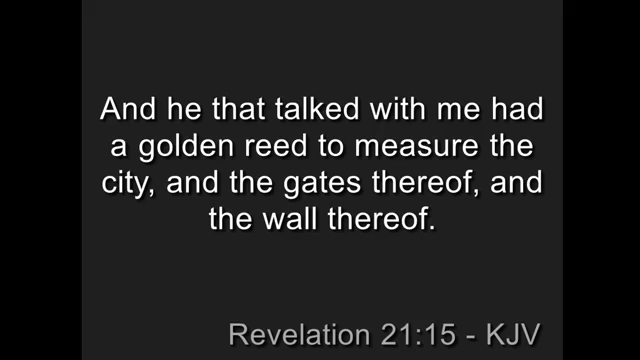 And he that talked with me had
a golden reed to measure the
city, and the gates thereof, and
the wall thereof.
Revelation 21:15 - KJV